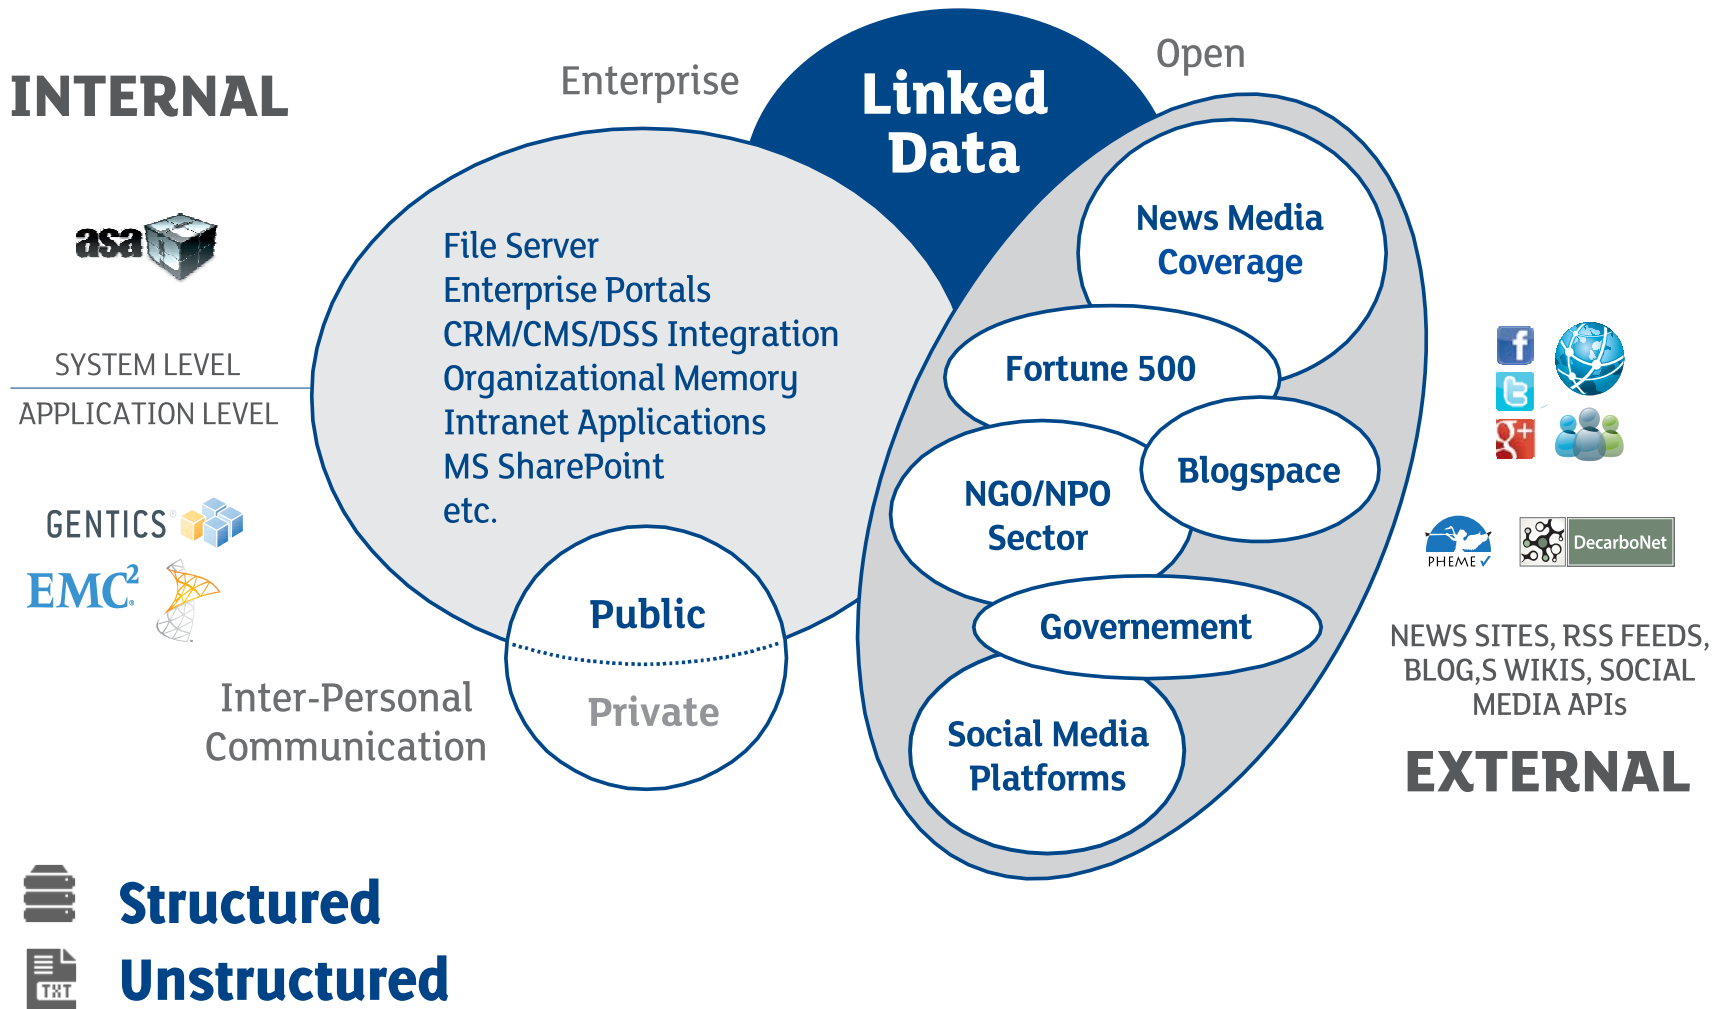 INTERNAL
Enterprise
Linked
Data
Open
asa
SYSTEM LEVEL
APPLICATION LEVEL
GENTICS®
EMC²
File Server
Enterprise Portals
CRM/CMS/DSS Integration
Organizational Memory
Intranet Applications
MS SharePoint
etc.
Public
Private
Inter-Personal
Communication
News Media
Coverage
Fortune 500
Blogspace
NGO/NPO
Sector
Governement
Social Media
Platforms
f
t
g+
PHEME
DecarboNet
NEWS SITES, RSS FEEDS,
BLOG,S WIKIS, SOCIAL
MEDIA APIs
EXTERNAL
Structured
TXT
Unstructured